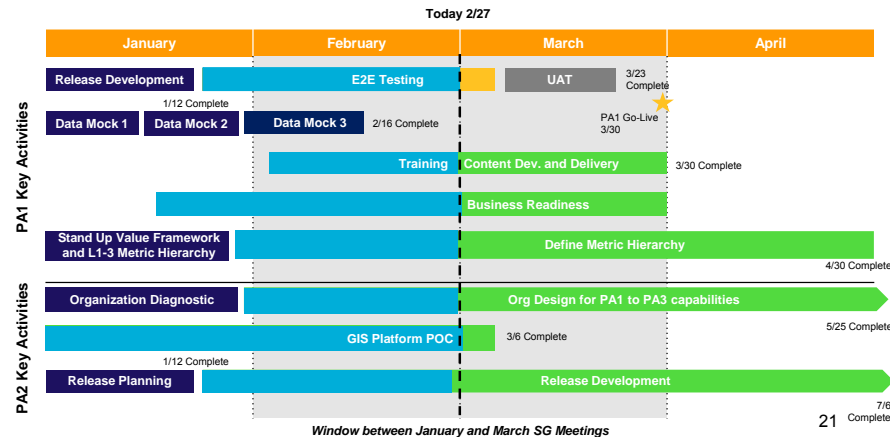 Today 2/27
January
February
March
April
PA1 Key Activities
Release Development
E2E Testing
UAT
3/23
Complete
1/12 Complete
Data Mock 1
Data Mock 2
Data Mock 3
2/16 Complete
PA1 Go-Live
3/30
Training
Content Dev. and Delivery
3/30 Complete
Business Readiness
Stand Up Value Framework
and L1-3 Metric Hierarchy
Define Metric Hierarchy
4/30 Complete
PA2 Key Activities
Organization Diagnostic
Org Design for PA1 to PA3 capabilities
5/25 Complete
GIS Platform POC
3/6 Complete
1/12 Complete
Release Planning
Release Development
7/6
Complete
21
Window between January and March SG Meetings